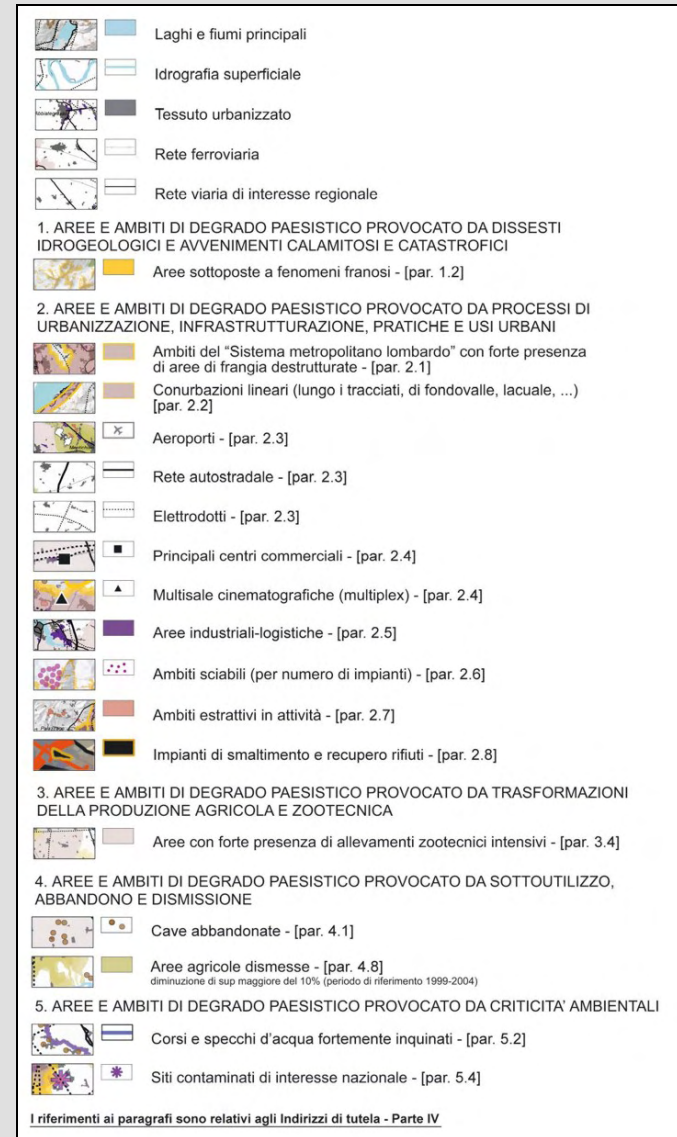 Laghi e fiumi principali
Idrografia superficiale
Tessuto urbanizzato
Rete ferroviaria
Rete viaria di interesse regionale
1. AREE E AMBITI DI DEGRADO PAESISTICO PROVOCATO DA DISSESTI
IDROGEOLOGICI E AVVENIMENTI CALAMITOSI E CATASTROFICI
Aree sottoposte a fenomeni franosi - [par. 1.2]
2. AREE E AMBITI DI DEGRADO PAESISTICO PROVOCATO DA PROCESSI DI
URBANIZZAZIONE, INFRASTRUTTURAZIONE, PRATICHE E USI URBANI
Ambiti del "Sistema metropolitano lombardo" con forte presenza
di aree di frangia destrutturate - [par. 2.1]
Conurbazioni lineari (lungo i tracciati, di fondovalle, lacuale, ...)
[par. 2.2]
Aeroporti - [par. 2.3]
Rete autostradale - [par. 2.3]
Elettrodotti - [par. 2.3]
Principali centri commerciali - [par. 2.4]
Multisale cinematografiche (multiplex) - [par. 2.4]
Aree industriali-logistiche - [par. 2.5]
Ambiti sciabili (per numero di impianti) - [par. 2.6]
Ambiti estrattivi in attività - [par. 2.7]
Impianti di smaltimento e recupero rifiuti - [par. 2.8]
3. AREE E AMBITI DI DEGRADO PAESISTICO PROVOCATO DA TRASFORMAZIONI
DELLA PRODUZIONE AGRICOLA E ZOOTECNICA
Aree con forte presenza di allevamenti zootecnici intensivi - [par. 3.4]
4. AREE E AMBITI DI DEGRADO PAESISTICO PROVOCATO DA SOTTOUTILIZZO,
ABBANDONO E DISMISSIONE
Cave abbandonate - [par. 4.1]
Aree agricole dismesse - [par. 4.8]
diminuzione di sup maggiore del 10% (periodo di riferimento 1999-2004)
5. AREE E AMBITI DI DEGRADO PAESISTICO PROVOCATO DA CRITICITA' AMBIENTALI
Corsi e specchi d'acqua fortemente inquinati - [par. 5.2]
Siti contaminati di interesse nazionale - [par. 5.4]
I riferimenti ai paragrafi sono relativi agli Indirizzi di tutela - Parte IV